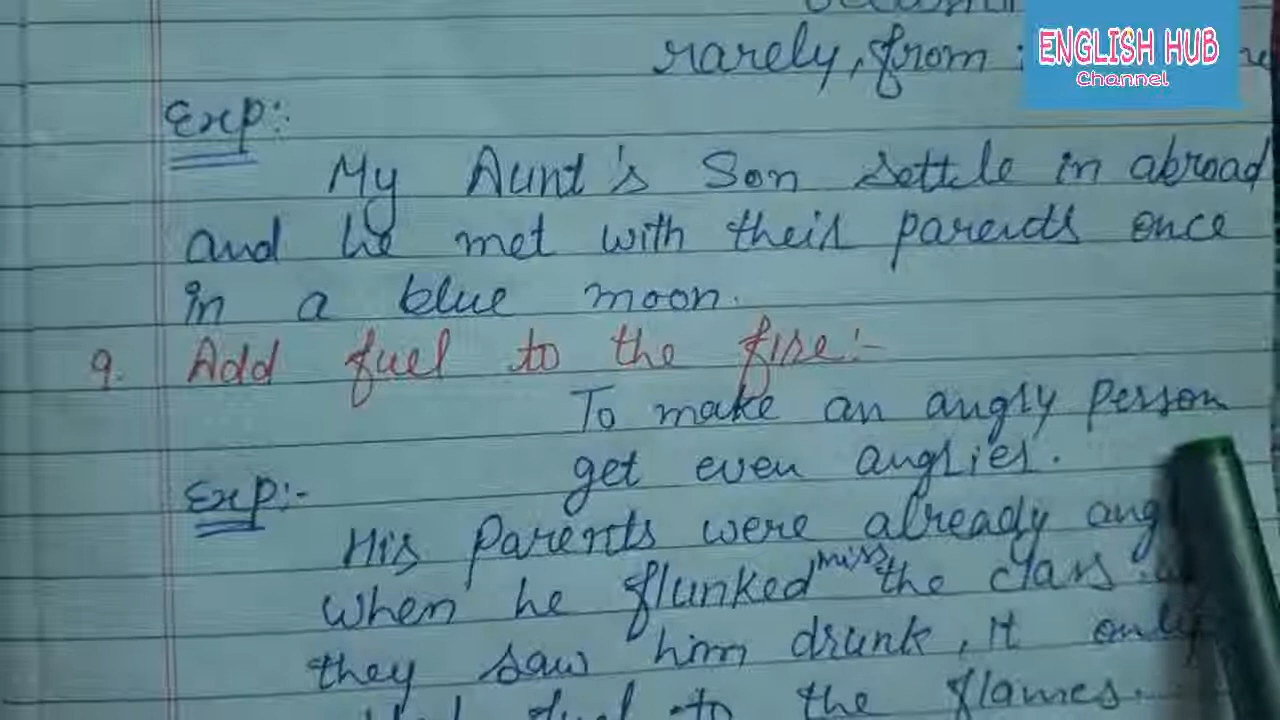 rarely, from
ENGLISH HUB
Channel
Exp:-
My Aunt's Son settle in abroad
and he met with their parents once
in a blue moon.
9. Add fuel to the fire:-
To make an angry person
get even angrier.
Exp:-
His Parents were already
When he flunked miss the class
they saw him drunk, it only
fuel to the flames.